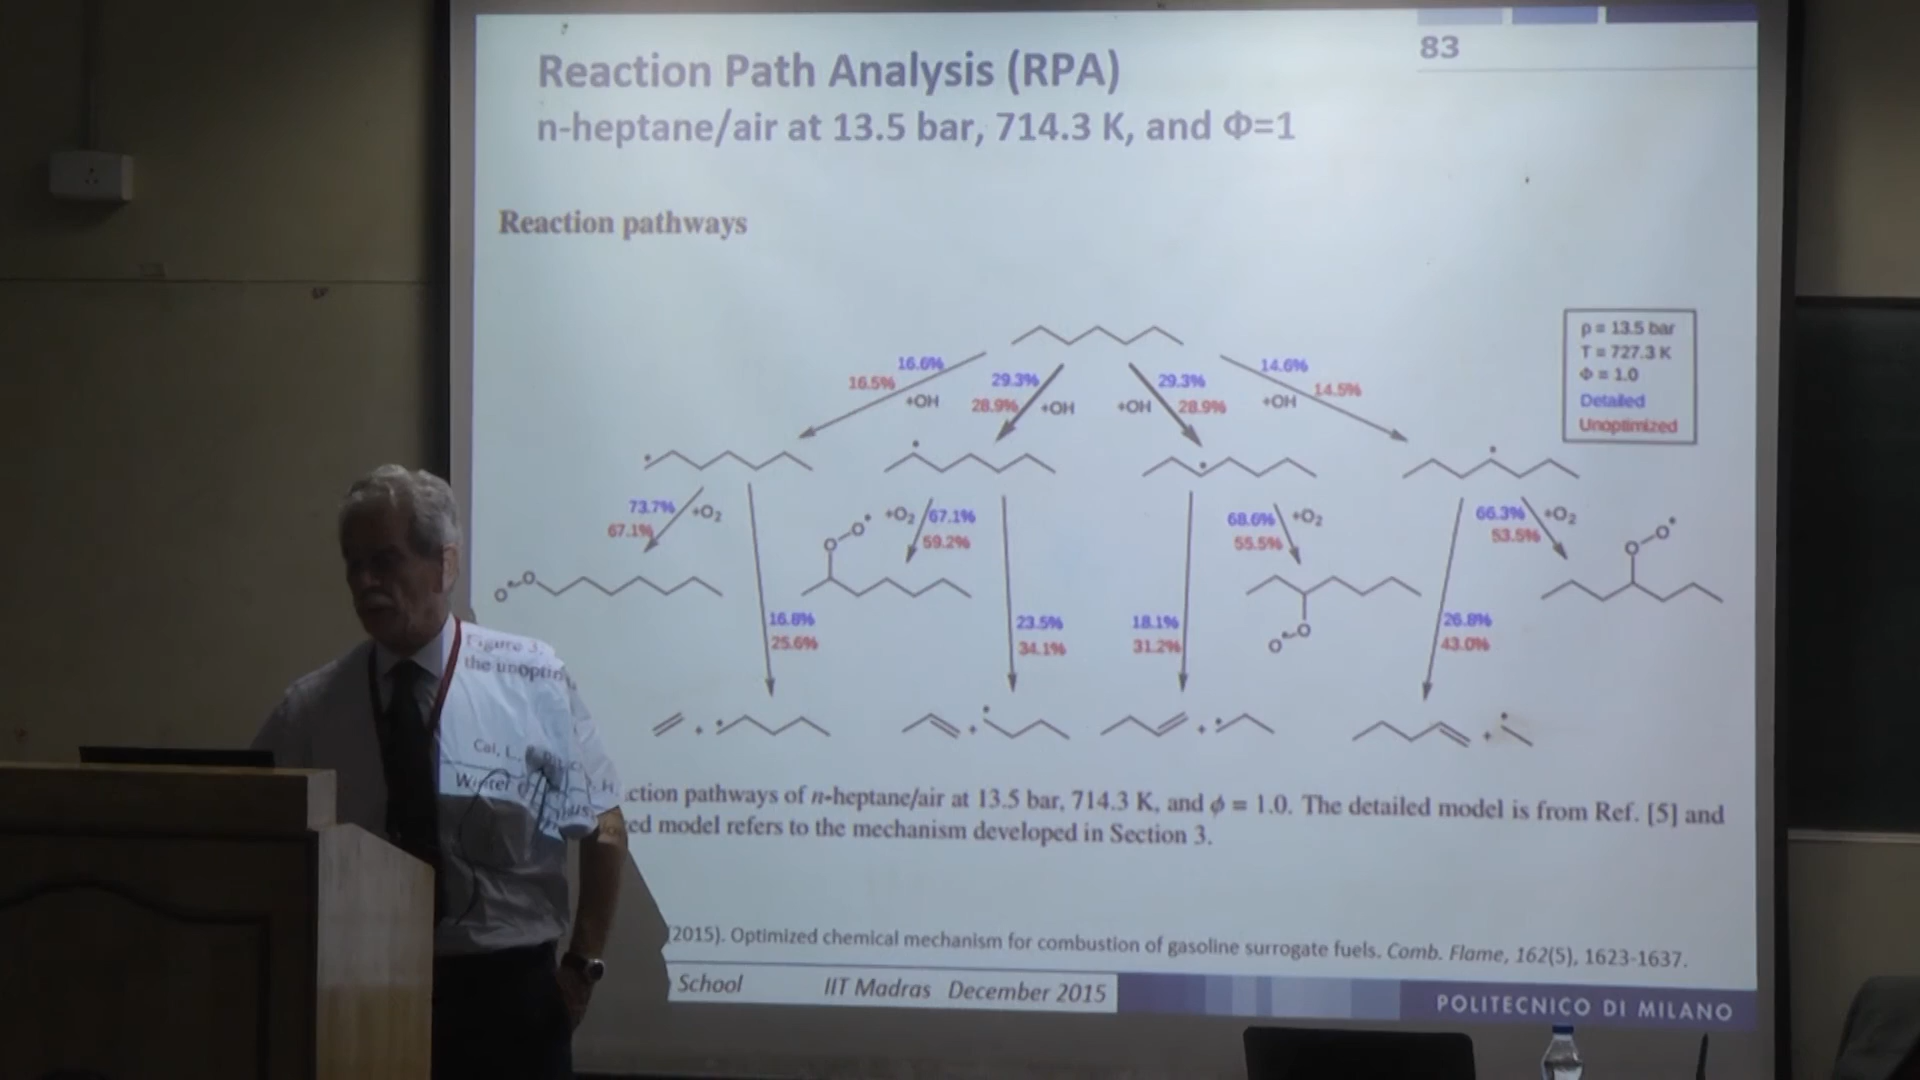 83
Reaction Path Analysis (RPA)
n-heptane/air at 13.5 bar, 714.3 K, and Φ=1
Reaction pathways
p = 13.5 bar
T = 727.3 K
Φ = 1.0
Detailed
Unoptimized
16.6% 29.3% 29.3% 14.6%
16.5% 28.9% 28.9% 14.5%
+OH +OH +OH +OH
73.7% +O2 +O2 67.1% 68.6% +O2 66.3% +O2
67.1% 59.2% 55.5% 53.5%
O O O O O O O O
16.8% 23.5% 18.1% 26.8%
25.6% 34.1% 31.2% 43.0%
+ + + +
Figure 3.
the unoptim
ction pathways of n-heptane/air at 13.5 bar, 714.3 K, and ϕ = 1.0. The detailed model is from Ref. [5] and
ed model refers to the mechanism developed in Section 3.
Cai, L.,
H. (2015). Optimized chemical mechanism for combustion of gasoline surrogate fuels. Comb. Flame, 162(5), 1623-1637.
Winter School IIT Madras December 2015
POLITECNICO DI MILANO